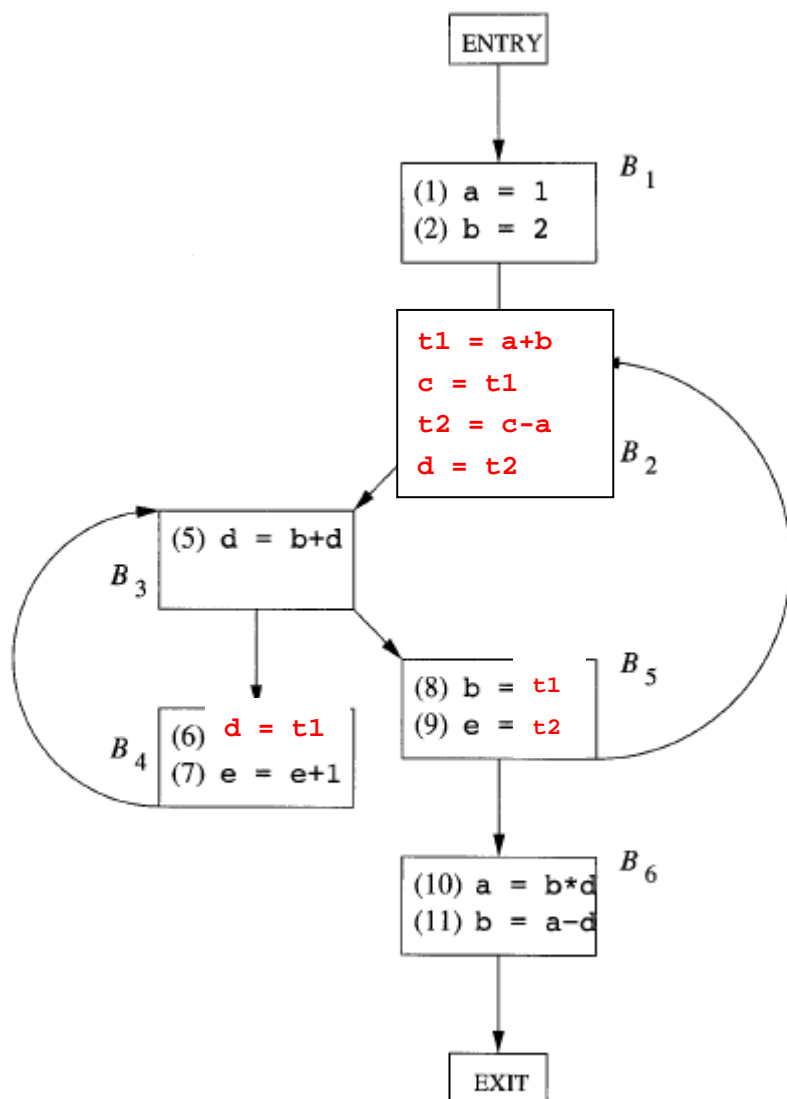 ENTRY
B1
(1) a = 1
(2) b = 2
t1 = a+b
c = t1
t2 = c-a
d = t2
B2
(5) d = b+d
B3
(8) b = t1
(9) e = t2
B5
(6) d = t1
(7) e = e+1
B4
(10) a = b*d
(11) b = a-d
B6
EXIT